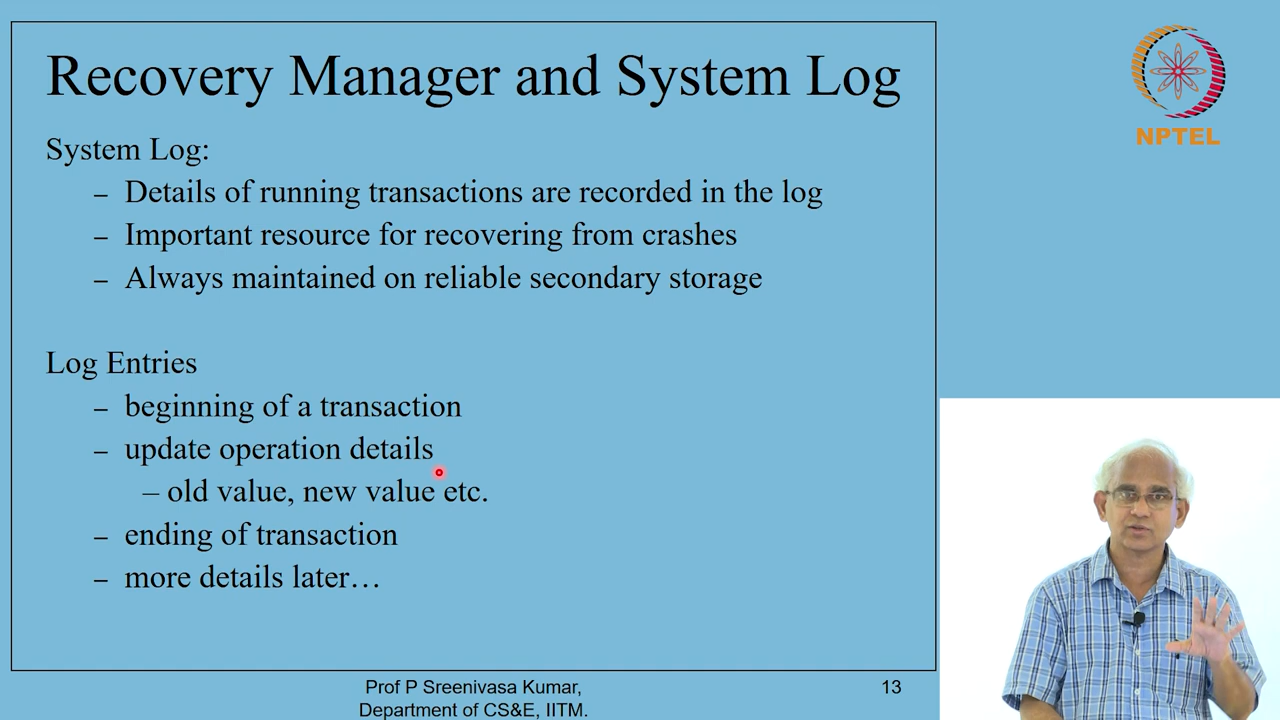 Recovery Manager and System Log
System Log:
– Details of running transactions are recorded in the log
– Important resource for recovering from crashes
– Always maintained on reliable secondary storage
Log Entries
– beginning of a transaction
– update operation details
– old value, new value etc.
– ending of transaction
– more details later…
Prof P Sreenivasa Kumar,
Department of CS&E, IITM.
13
NPTEL